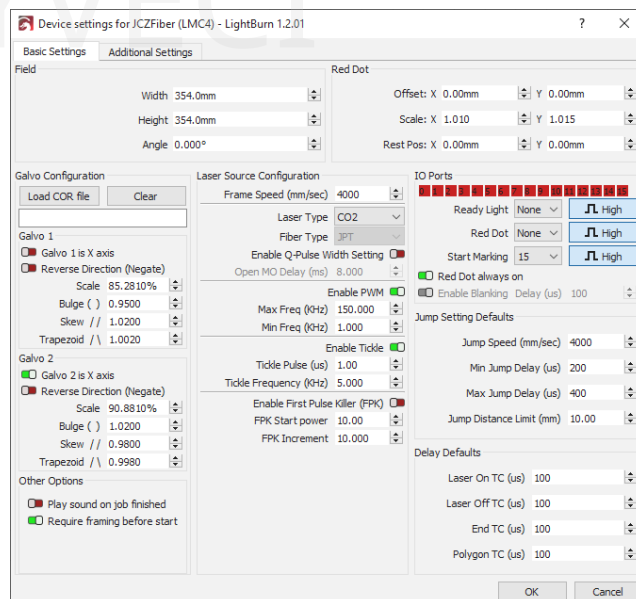 Device settings for JCZFiber (LMC4) - LightBurn 1.2.01 ? ×
Basic Settings Additional Settings
Field
Width 354.0mm
Height 354.0mm
Angle 0.000°
Red Dot
Offset: X 0.00mm Y 0.00mm
Scale: X 1.010 Y 1.015
Rest Pos: X 0.00mm Y 0.00mm
Galvo Configuration
Load COR file Clear
Galvo 1
Galvo 1 is X axis
Reverse Direction (Negate)
Scale 85.2810%
Bulge ( ) 0.9500
Skew // 1.0200
Trapezoid /\ 1.0020
Galvo 2
Galvo 2 is X axis
Reverse Direction (Negate)
Scale 90.8810%
Bulge ( ) 1.0200
Skew // 0.9800
Trapezoid /\ 0.9980
Other Options
Play sound on job finished
Require framing before start
Laser Source Configuration
Frame Speed (mm/sec) 4000
Laser Type CO2
Fiber Type JPT
Enable Q-Pulse Width Setting
Open MO Delay (ms) 8.000
Enable PWM
Max Freq (KHz) 150.000
Min Freq (KHz) 1.000
Enable Tickle
Tickle Pulse (us) 1.00
Tickle Frequency (KHz) 5.000
Enable First Pulse Killer (FPK)
FPK Start power 10.00
FPK Increment 10.000
IO Ports
0 1 2 3 4 5 6 7 8 9 10 11 12 13 14 15
Ready Light None High
Red Dot None High
Start Marking 15 High
Red Dot always on
Enable Blanking Delay (us) 100
Jump Setting Defaults
Jump Speed (mm/sec) 4000
Min Jump Delay (us) 200
Max Jump Delay (us) 400
Jump Distance Limit (mm) 10.00
Delay Defaults
Laser On TC (us) 100
Laser Off TC (us) 100
End TC (us) 100
Polygon TC (us) 100
OK Cancel